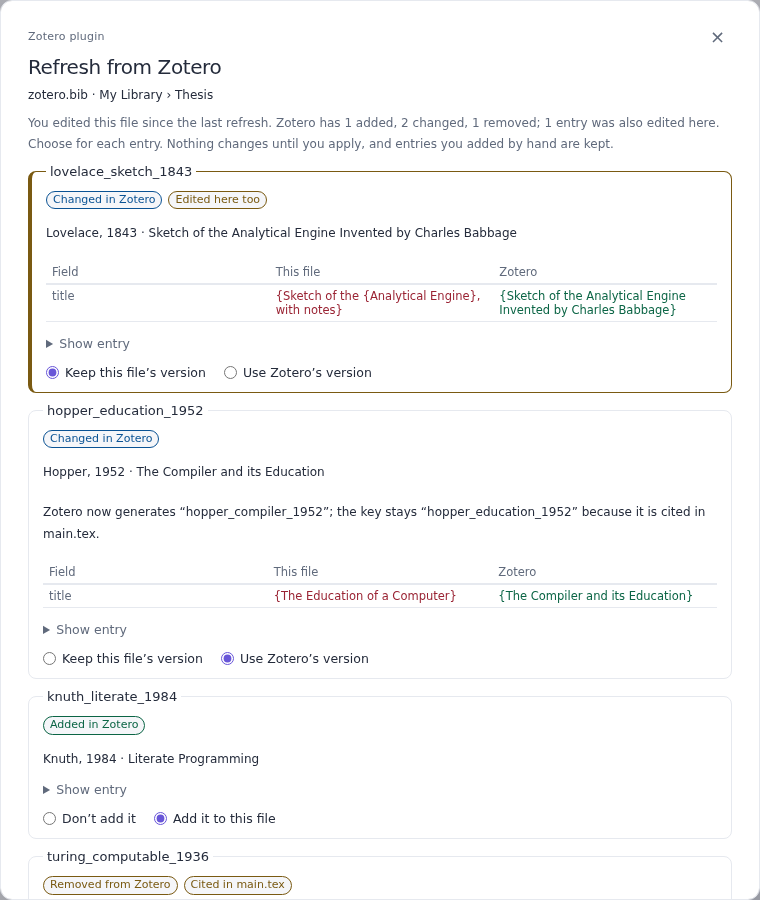 Zotero plugin
Refresh from Zotero
zotero.bib · My Library › Thesis
You edited this file since the last refresh. Zotero has 1 added, 2 changed, 1 removed; 1 entry was also edited here.
Choose for each entry. Nothing changes until you apply, and entries you added by hand are kept.
lovelace_sketch_1843
Changed in Zotero Edited here too
Lovelace, 1843 · Sketch of the Analytical Engine Invented by Charles Babbage
Field This file Zotero
title {Sketch of the {Analytical Engine}, {Sketch of the Analytical Engine
with notes} Invented by Charles Babbage}
Show entry
Keep this file’s version Use Zotero’s version
hopper_education_1952
Changed in Zotero
Hopper, 1952 · The Compiler and its Education
Zotero now generates “hopper_compiler_1952”; the key stays “hopper_education_1952” because it is cited in
main.tex.
Field This file Zotero
title {The Education of a Computer} {The Compiler and its Education}
Show entry
Keep this file’s version Use Zotero’s version
knuth_literate_1984
Added in Zotero
Knuth, 1984 · Literate Programming
Show entry
Don’t add it Add it to this file
turing_computable_1936
Removed from Zotero Cited in main.tex